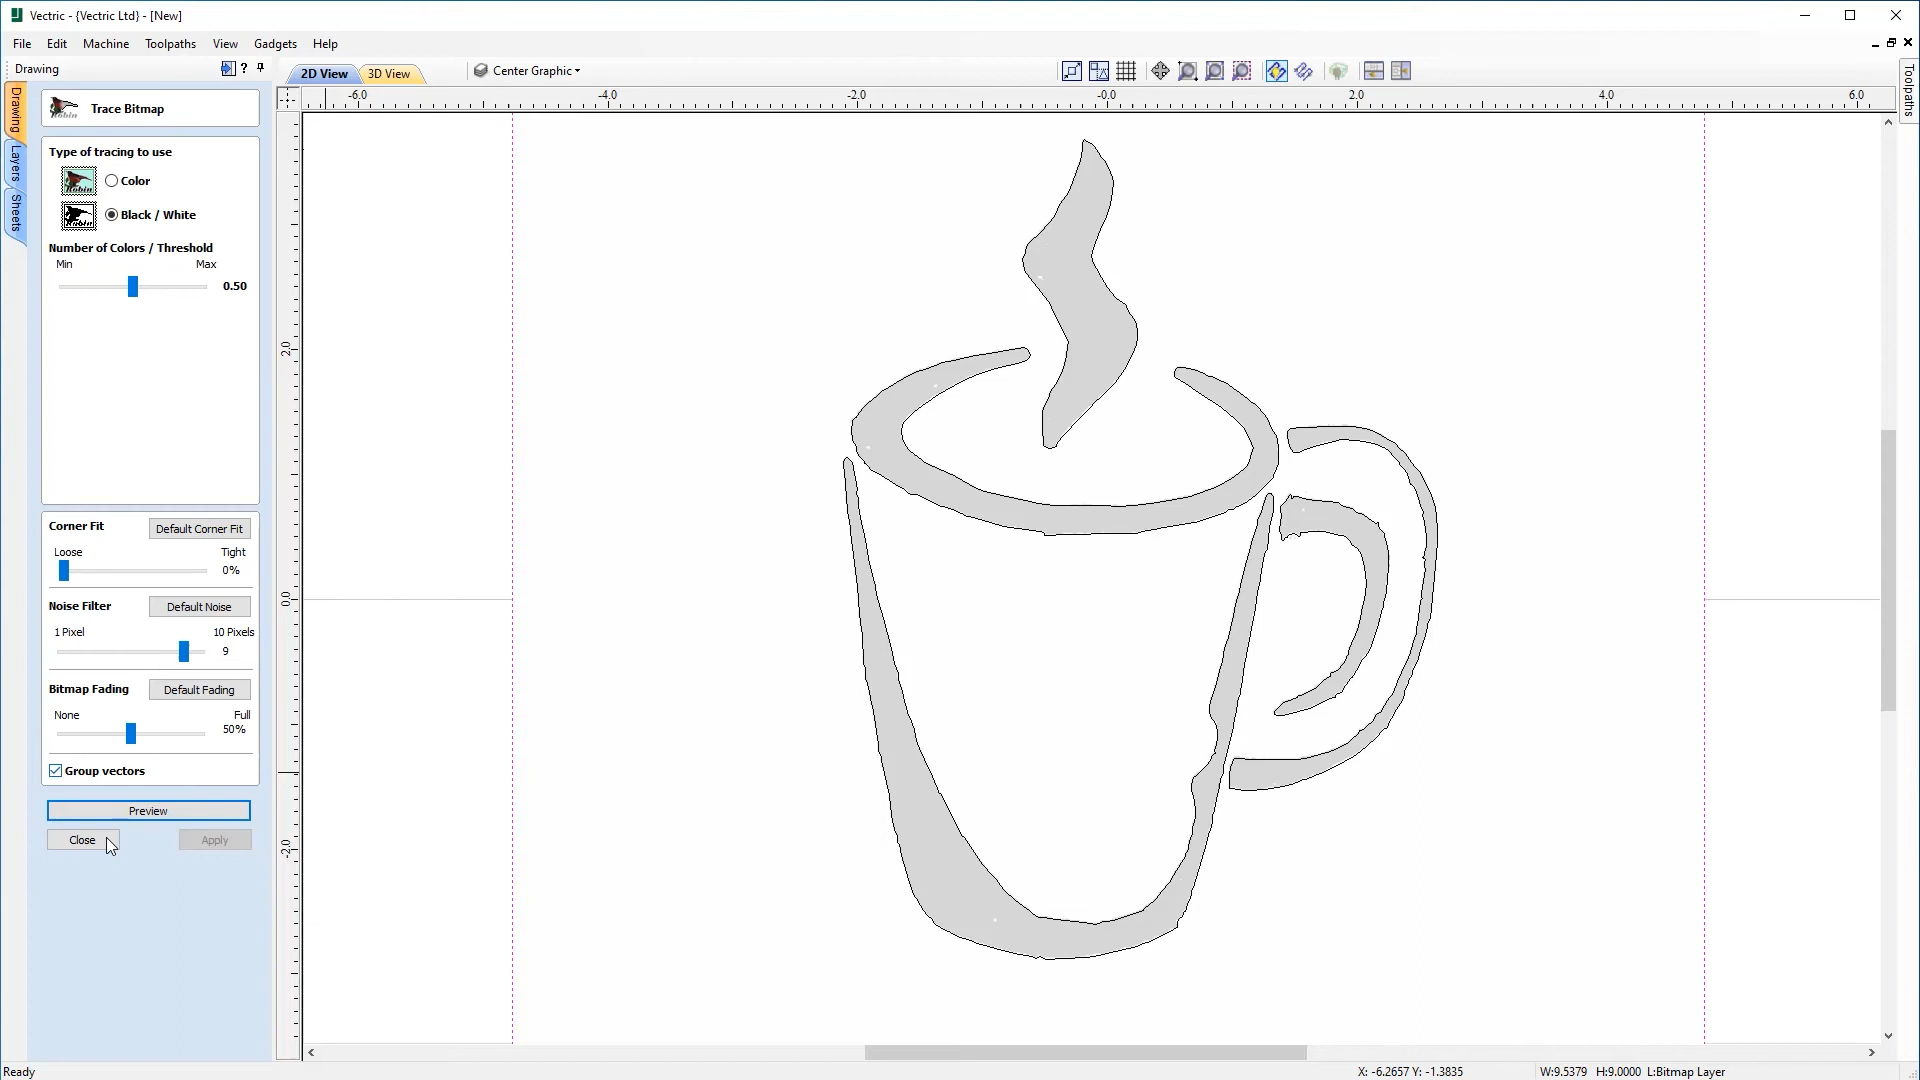 Vectric - {Vectric Ltd} - [New]
File Edit Machine Toolpaths View Gadgets Help
Drawing ?
2D View 3D View Center Graphic
Toolpaths
Drawing
Layers
Sheets
-6.0 -4.0 -2.0 -0.0 2.0 4.0 6.0
2.0
0.0
-2.0
Trace Bitmap
Type of tracing to use
Color
Black / White
Number of Colors / Threshold
Min Max
0.50
Corner Fit Default Corner Fit
Loose Tight
0%
Noise Filter Default Noise
1 Pixel 10 Pixels
9
Bitmap Fading Default Fading
None Full
50%
Group vectors
Preview
Close Apply
Ready X: -6.2657 Y: -1.3835 W:9.5379 H:9.0000 L:Bitmap Layer